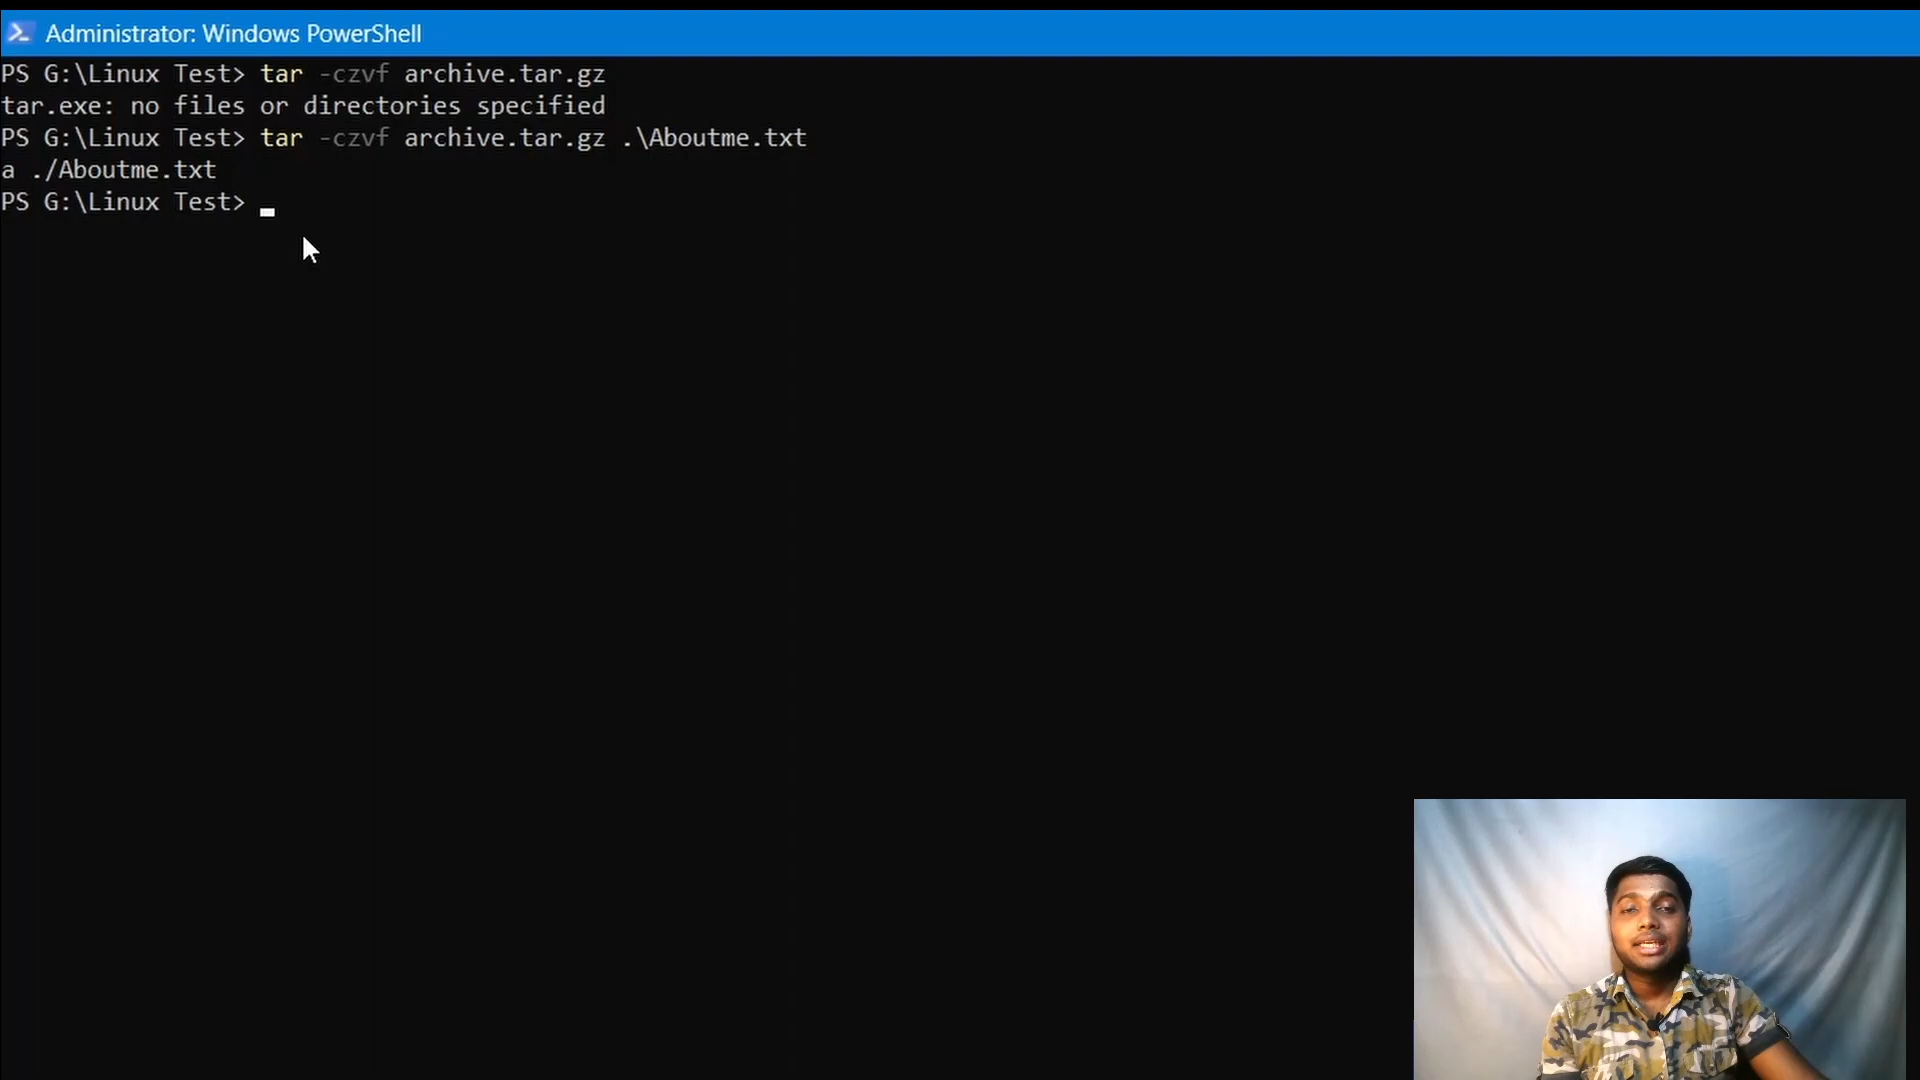 Administrator: Windows PowerShell
PS G:\Linux Test> tar -czvf archive.tar.gz
tar.exe: no files or directories specified
PS G:\Linux Test> tar -czvf archive.tar.gz .\Aboutme.txt
a ./Aboutme.txt
PS G:\Linux Test>